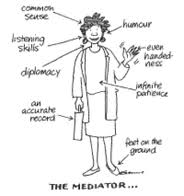 common
sense
humour
listening
skills
even
handed-
ness
diplomacy
infinite
patience
an
accurate
record
feet on the
ground
THE MEDIATOR...